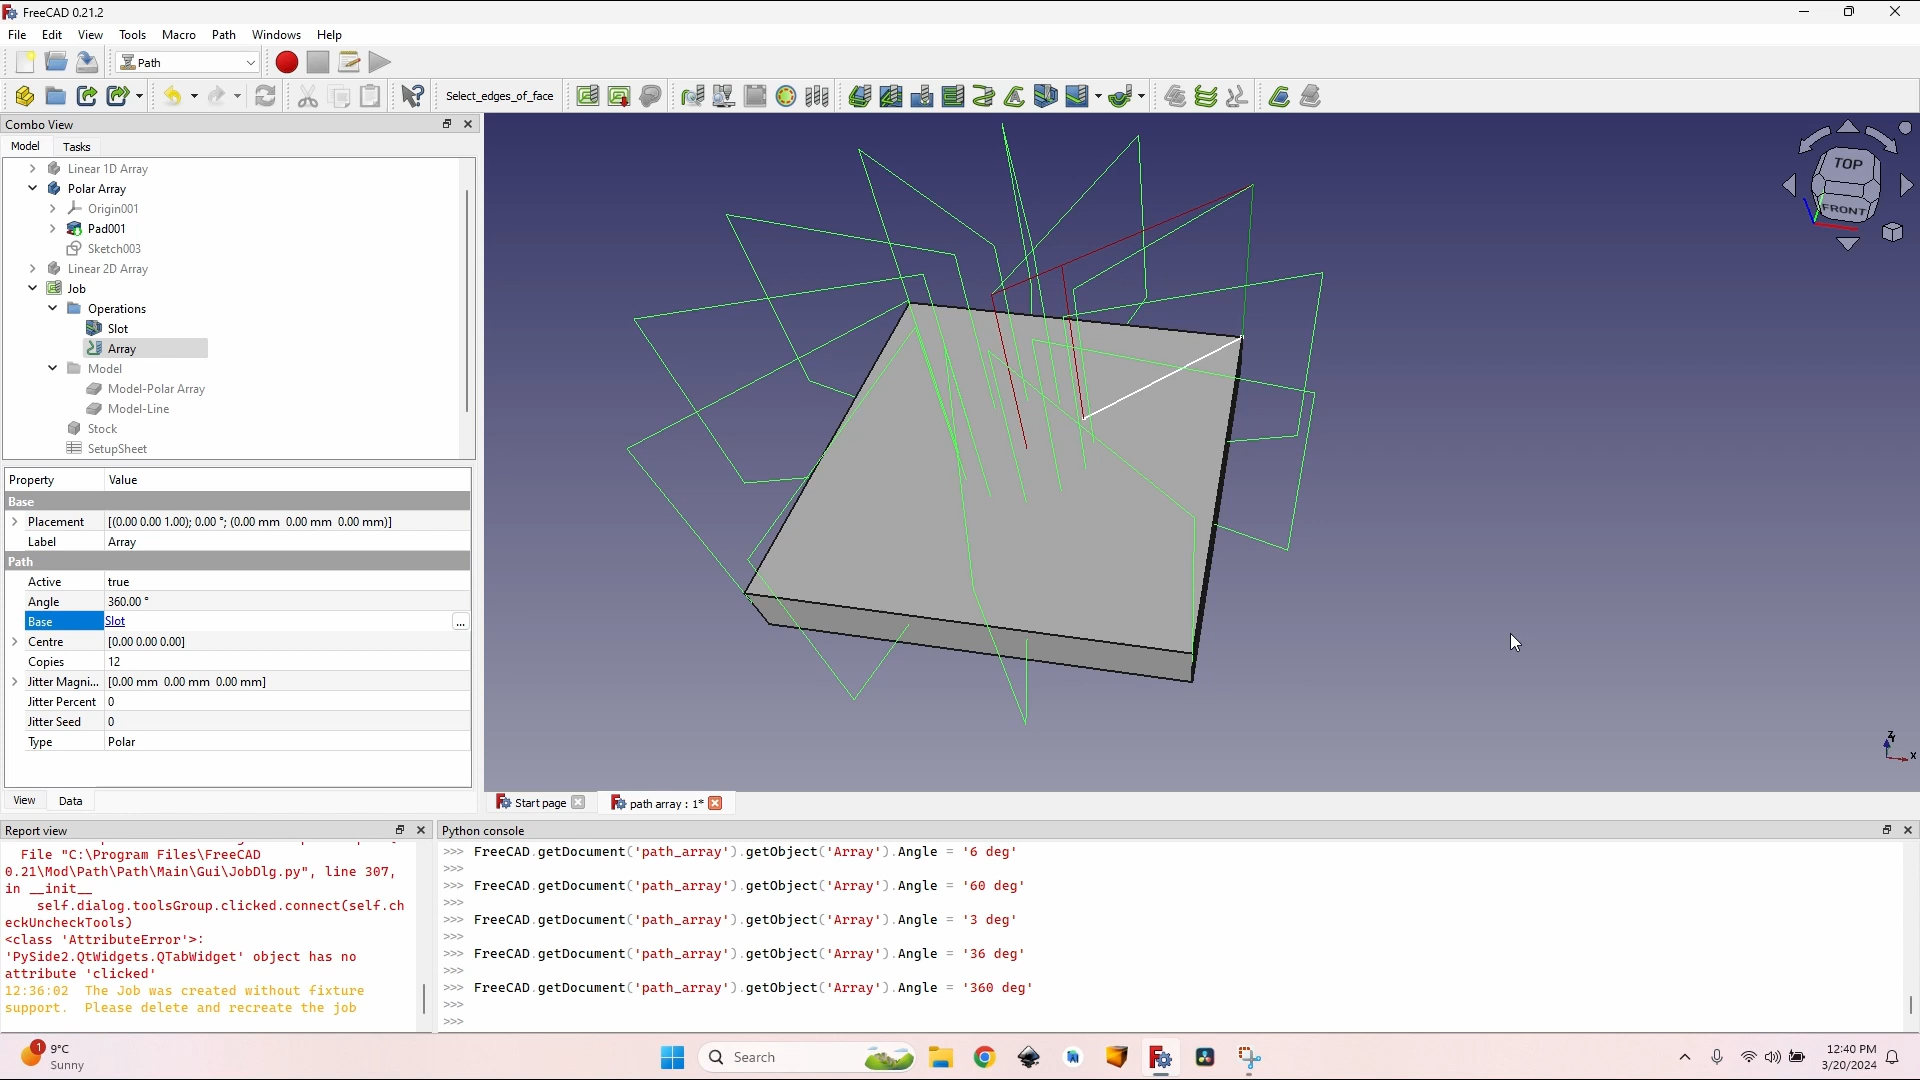 FreeCAD 0.21.2
File Edit View Tools Macro Path Windows Help
Path
Select_edges_of_face
Combo View
Model Tasks
Linear 1D Array
Polar Array
Origin001
Pad001
Sketch003
Linear 2D Array
Job
Operations
Slot
Array
Model
Model-Polar Array
Model-Line
Stock
SetupSheet
Property Value
Base
Placement [(0.00 0.00 1.00); 0.00 °; (0.00 mm 0.00 mm 0.00 mm)]
Label Array
Path
Active true
Angle 360.00 °
Base Slot ...
Centre [0.00 0.00 0.00]
Copies 12
Jitter Magni... [0.00 mm 0.00 mm 0.00 mm]
Jitter Percent 0
Jitter Seed 0
Type Polar
View Data
TOP
FRONT
Z
X
Start page path array : 1*
Report view
File "C:\Program Files\FreeCAD
0.21\Mod\Path\Path\Main\Gui\JobDlg.py", line 307,
in __init__
self.dialog.toolsGroup.clicked.connect(self.ch
eckUncheckTools)
<class 'AttributeError'>:
'PySide2.QtWidgets.QTabWidget' object has no
attribute 'clicked'
12:36:02 The Job was created without fixture
support. Please delete and recreate the job
Python console
>>> FreeCAD.getDocument('path_array').getObject('Array').Angle = '6 deg'
>>>
>>> FreeCAD.getDocument('path_array').getObject('Array').Angle = '60 deg'
>>>
>>> FreeCAD.getDocument('path_array').getObject('Array').Angle = '3 deg'
>>>
>>> FreeCAD.getDocument('path_array').getObject('Array').Angle = '36 deg'
>>>
>>> FreeCAD.getDocument('path_array').getObject('Array').Angle = '360 deg'
>>>
>>>
1
9°C
Sunny
Search
12:40 PM
3/20/2024